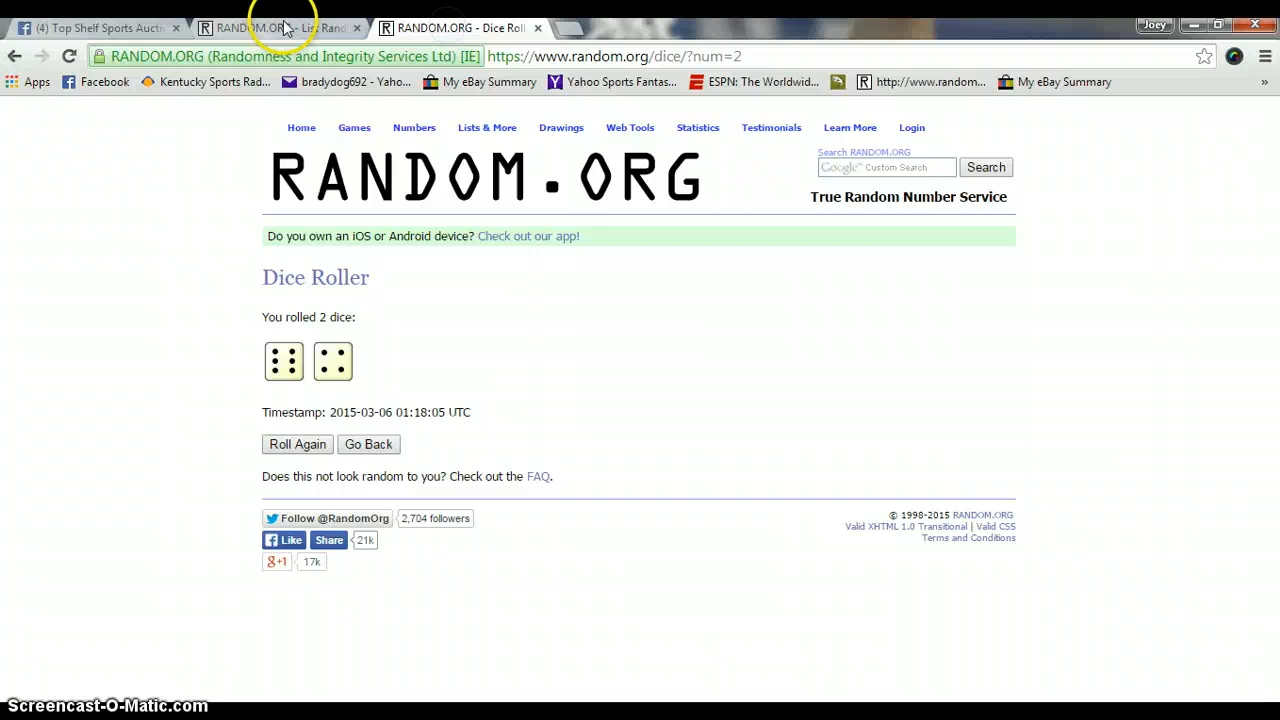 (4) Top Shelf Sports Aucti
RANDOM.ORG - List Rand
RANDOM.ORG - Dice Roll
Joey
RANDOM.ORG (Randomness and Integrity Services Ltd) [IE] https://www.random.org/dice/?num=2
Apps Facebook Kentucky Sports Rad... bradydog692 - Yaho... My eBay Summary Yahoo Sports Fantas... ESPN: The Worldwid... http://www.random... My eBay Summary »
Home Games Numbers Lists & More Drawings Web Tools Statistics Testimonials Learn More Login
RANDOM.ORG
Search RANDOM.ORG
Google™ Custom Search Search
True Random Number Service
Do you own an iOS or Android device? Check out our app!
Dice Roller
You rolled 2 dice:
Timestamp: 2015-03-06 01:18:05 UTC
Roll Again Go Back
Does this not look random to you? Check out the FAQ.
Follow @RandomOrg 2,704 followers
Like Share 21k
g+1 17k
© 1998-2015 RANDOM.ORG
Valid XHTML 1.0 Transitional | Valid CSS
Terms and Conditions
Screencast-O-Matic.com